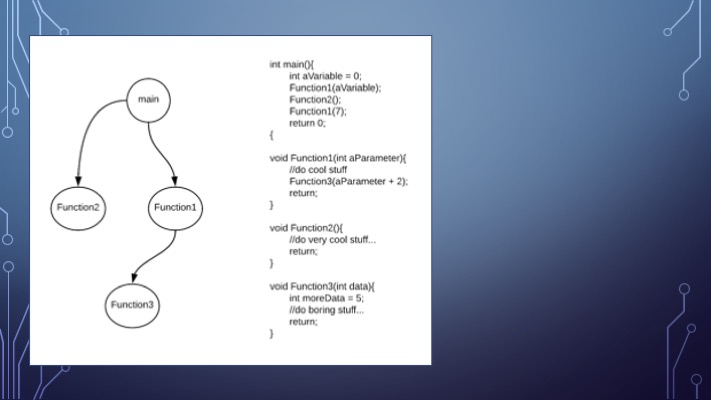 main
Function2
Function1
Function3
int main(){
int aVariable = 0;
Function1(aVariable);
Function2();
Function1(7);
return 0;
{
void Function1(int aParameter){
//do cool stuff
Function3(aParameter + 2);
return;
}
void Function2(){
//do very cool stuff...
return;
}
void Function3(int data){
int moreData = 5;
//do boring stuff...
return;
}